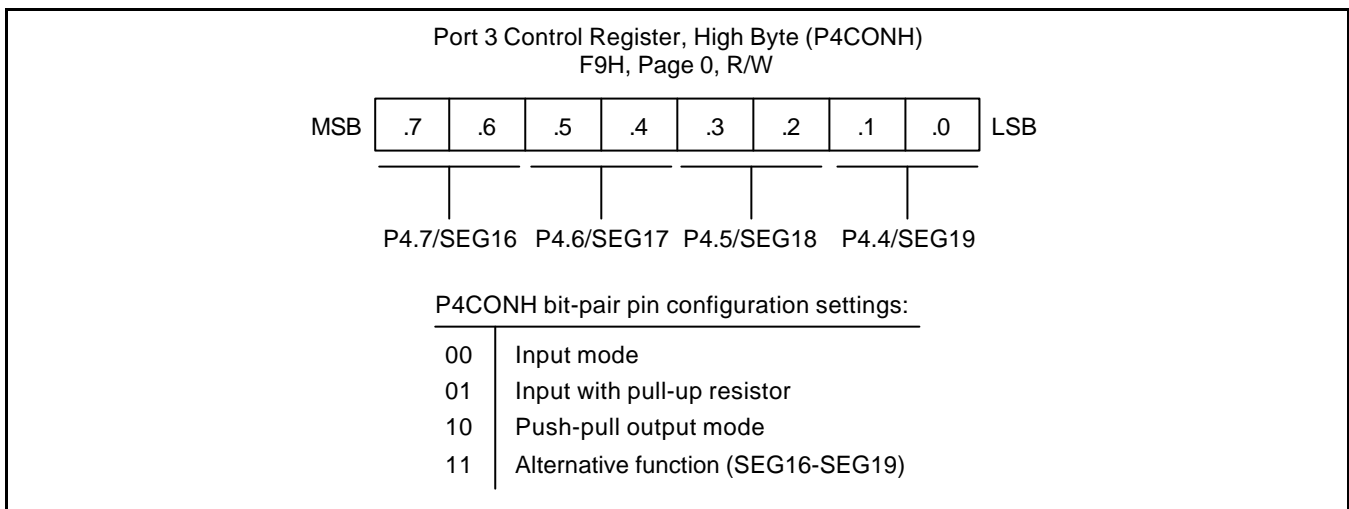 Port 3 Control Register, High Byte (P4CONH)
F9H, Page 0, R/W
MSB .7 .6 .5 .4 .3 .2 .1 .0 LSB
P4.7/SEG16 P4.6/SEG17 P4.5/SEG18 P4.4/SEG19
P4CONH bit-pair pin configuration settings:
00 Input mode
01 Input with pull-up resistor
10 Push-pull output mode
11 Alternative function (SEG16-SEG19)